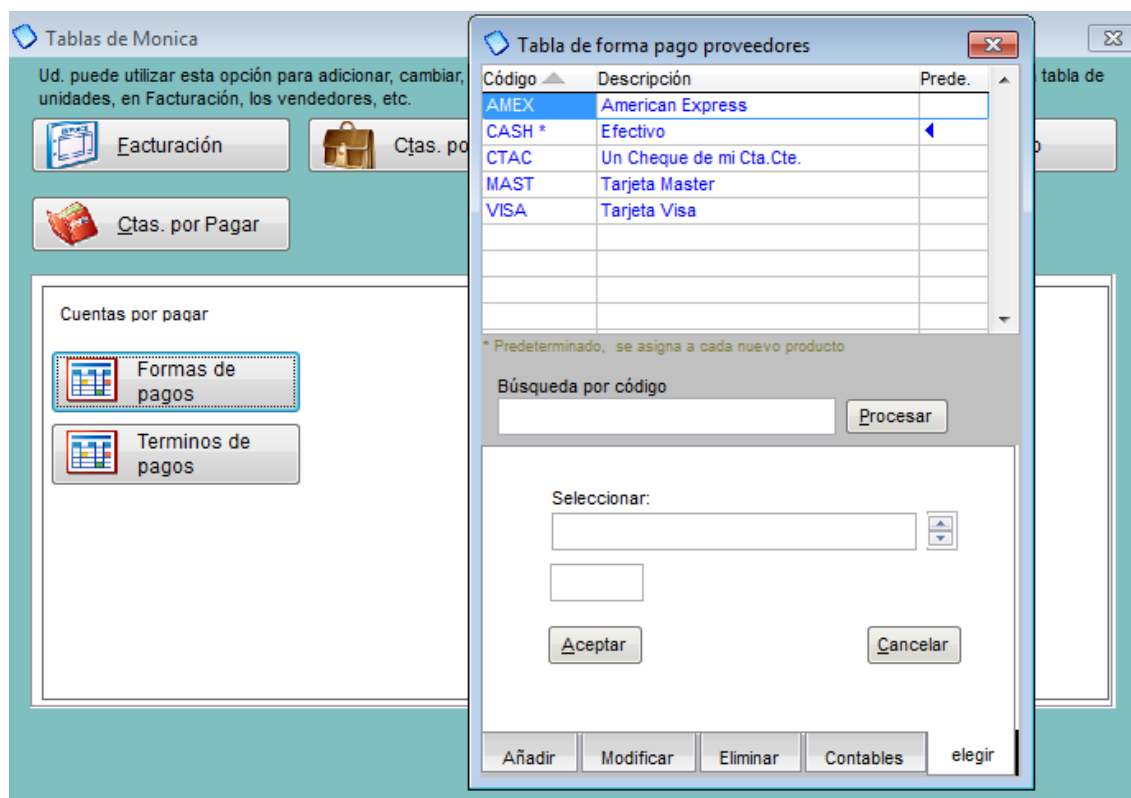 Tablas de Monica
Ud. puede utilizar esta opción para adicionar, cambiar,
tabla de
unidades, en Facturación, los vendedores, etc.
Facturación
Ctas. po
o
Ctas. por Pagar
Cuentas por pagar
Formas de
pagos
Terminos de
pagos
Tabla de forma pago proveedores
Código Descripción Prede.
AMEX American Express
CASH * Efectivo
CTAC Un Cheque de mi Cta.Cte.
MAST Tarjeta Master
VISA Tarjeta Visa
* Predeterminado, se asigna a cada nuevo producto
Búsqueda por código
Procesar
Seleccionar:
Aceptar Cancelar
Añadir Modificar Eliminar Contables elegir